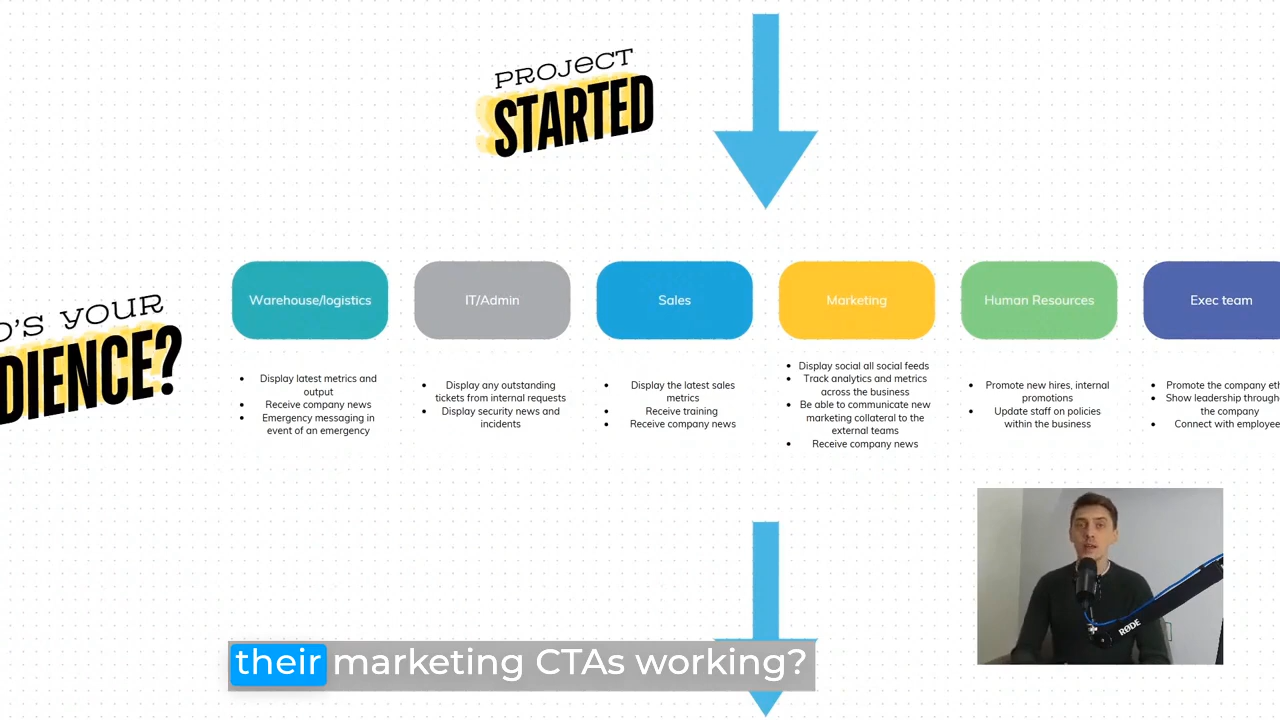 PROJECT
STARTED
O'S YOUR
DIENCE?
Warehouse/logistics
Display latest metrics and
output
Receive company news
Emergency messaging in
event of an emergency
IT/Admin
Display any outstanding
tickets from internal requests
Display security news and
incidents
Sales
Display the latest sales
metrics
Receive training
Receive company news
Marketing
Display social all social feeds
Track analytics and metrics
across the business
Be able to communicate new
marketing collateral to the
external teams
Receive company news
Human Resources
Promote new hires, internal
promotions
Update staff on policies
within the business
Exec team
Promote the company eth
Show leadership through
the company
Connect with employee
RØDE
their marketing CTAs working?